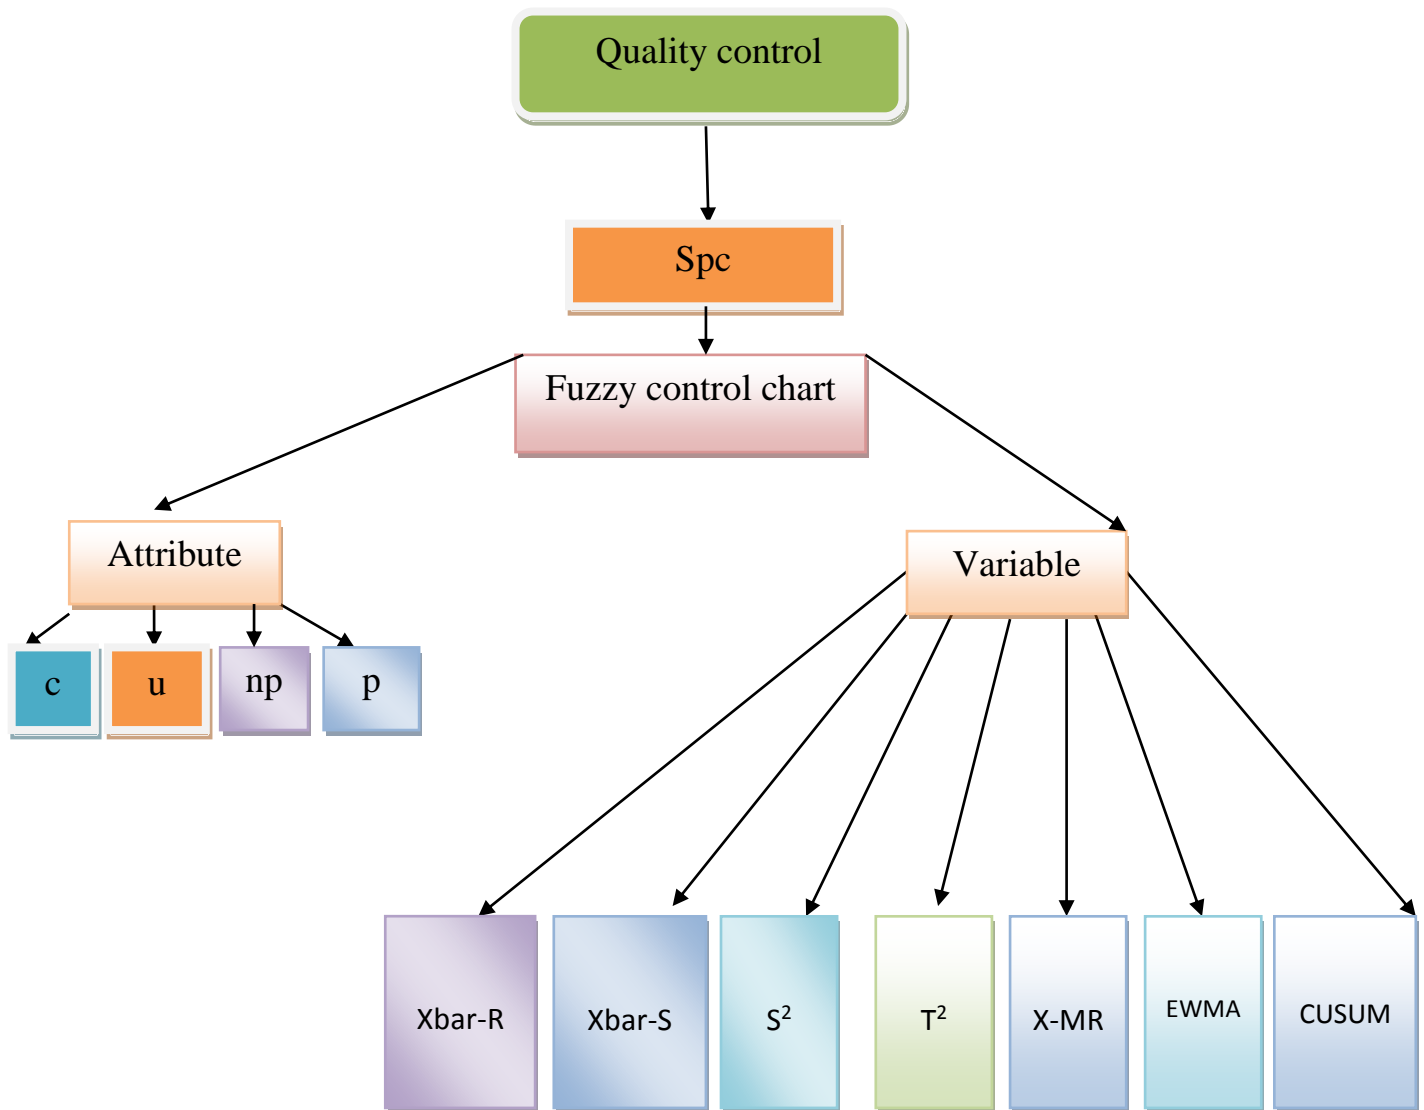 Quality control
Spc
Fuzzy control chart
Attribute
Variable
c
u
np
p
Xbar-R
Xbar-S
S²
T²
X-MR
EWMA
CUSUM